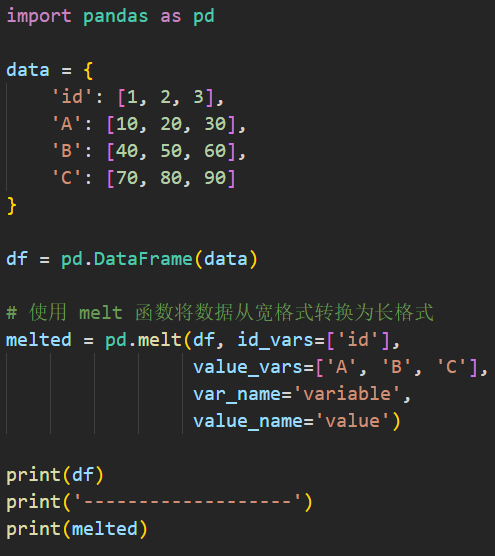 import pandas as pd
data = {
    'id': [1, 2, 3],
    'A': [10, 20, 30],
    'B': [40, 50, 60],
    'C': [70, 80, 90]
}
df = pd.DataFrame(data)
# 使用 melt 函数将数据从宽格式转换为长格式
melted = pd.melt(df, id_vars=['id'],
                 value_vars=['A', 'B', 'C'],
                 var_name='variable',
                 value_name='value')
print(df)
print('-------------------')
print(melted)